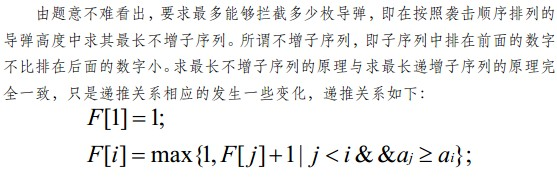 由题意不难看出，要求最多能够拦截多少枚导弹，即在按照袭击顺序排列的
导弹高度中求其最长不增子序列。所谓不增子序列，即子序列中排在前面的数字
不比排在后面的数字小。求最长不增子序列的原理与求最长递增子序列的原理完
全一致，只是递推关系相应的发生一些变化，递推关系如下：
F[1]=1;
F[i]=max{1,F[j]+1|j<i&&aj≥ai};